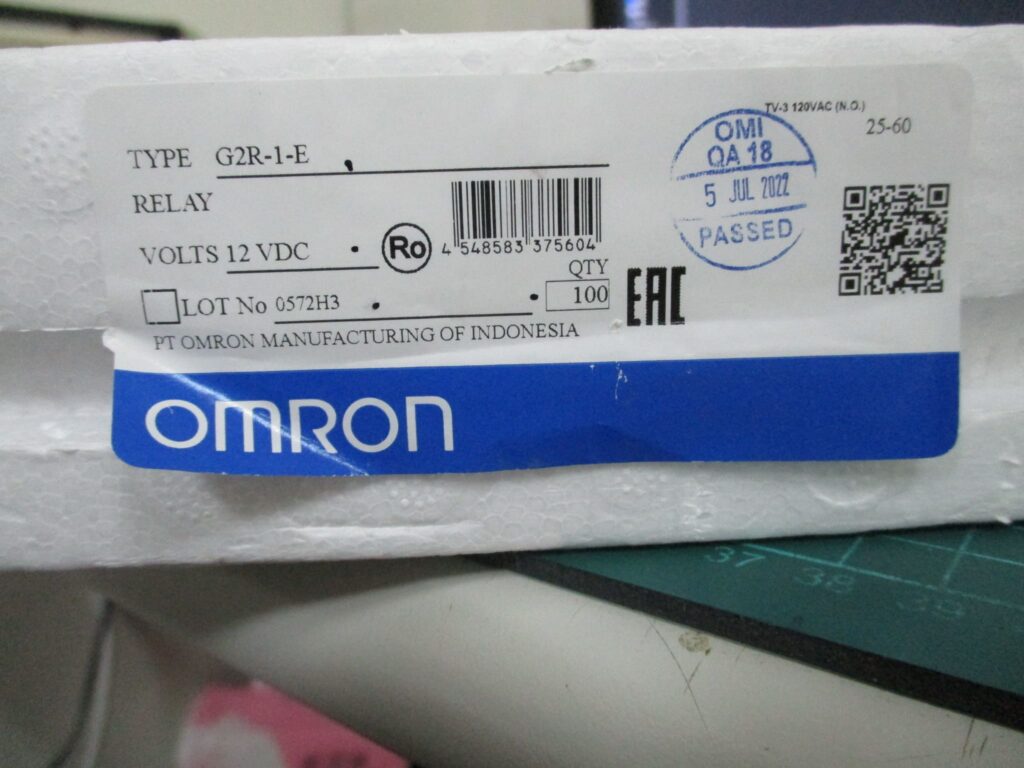 TV-3 120VAC (N.O.)
25-60
TYPE G2R-1-E
RELAY
VOLTS 12 VDC
Ro
4 548583 375604
QTY
100
LOT No 0572H3
EAC
PT OMRON MANUFACTURING OF INDONESIA
OMI
QA 18
5 JUL 2022
PASSED
OMRON
37 38 39